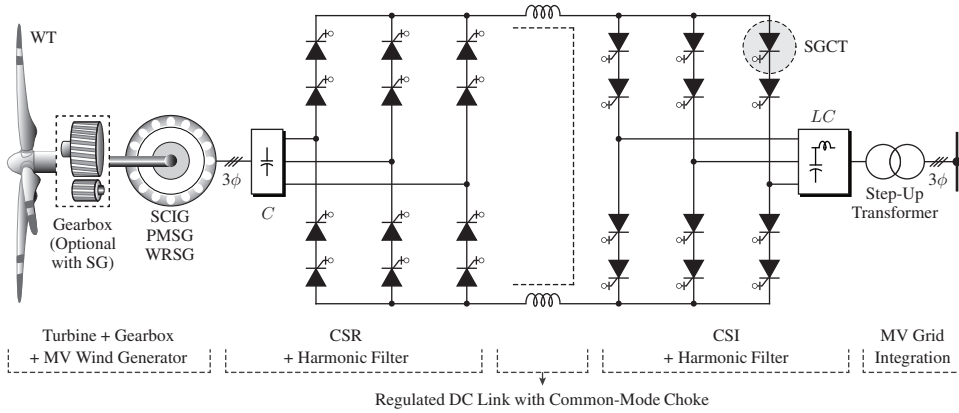 WT
SGCT
LC
3ϕ
C
3ϕ
Gearbox
(Optional
with SG)
SCIG
PMSG
WRSG
Step-Up
Transformer
Turbine + Gearbox
+ MV Wind Generator
CSR
+ Harmonic Filter
CSI
+ Harmonic Filter
MV Grid
Integration
Regulated DC Link with Common-Mode Choke